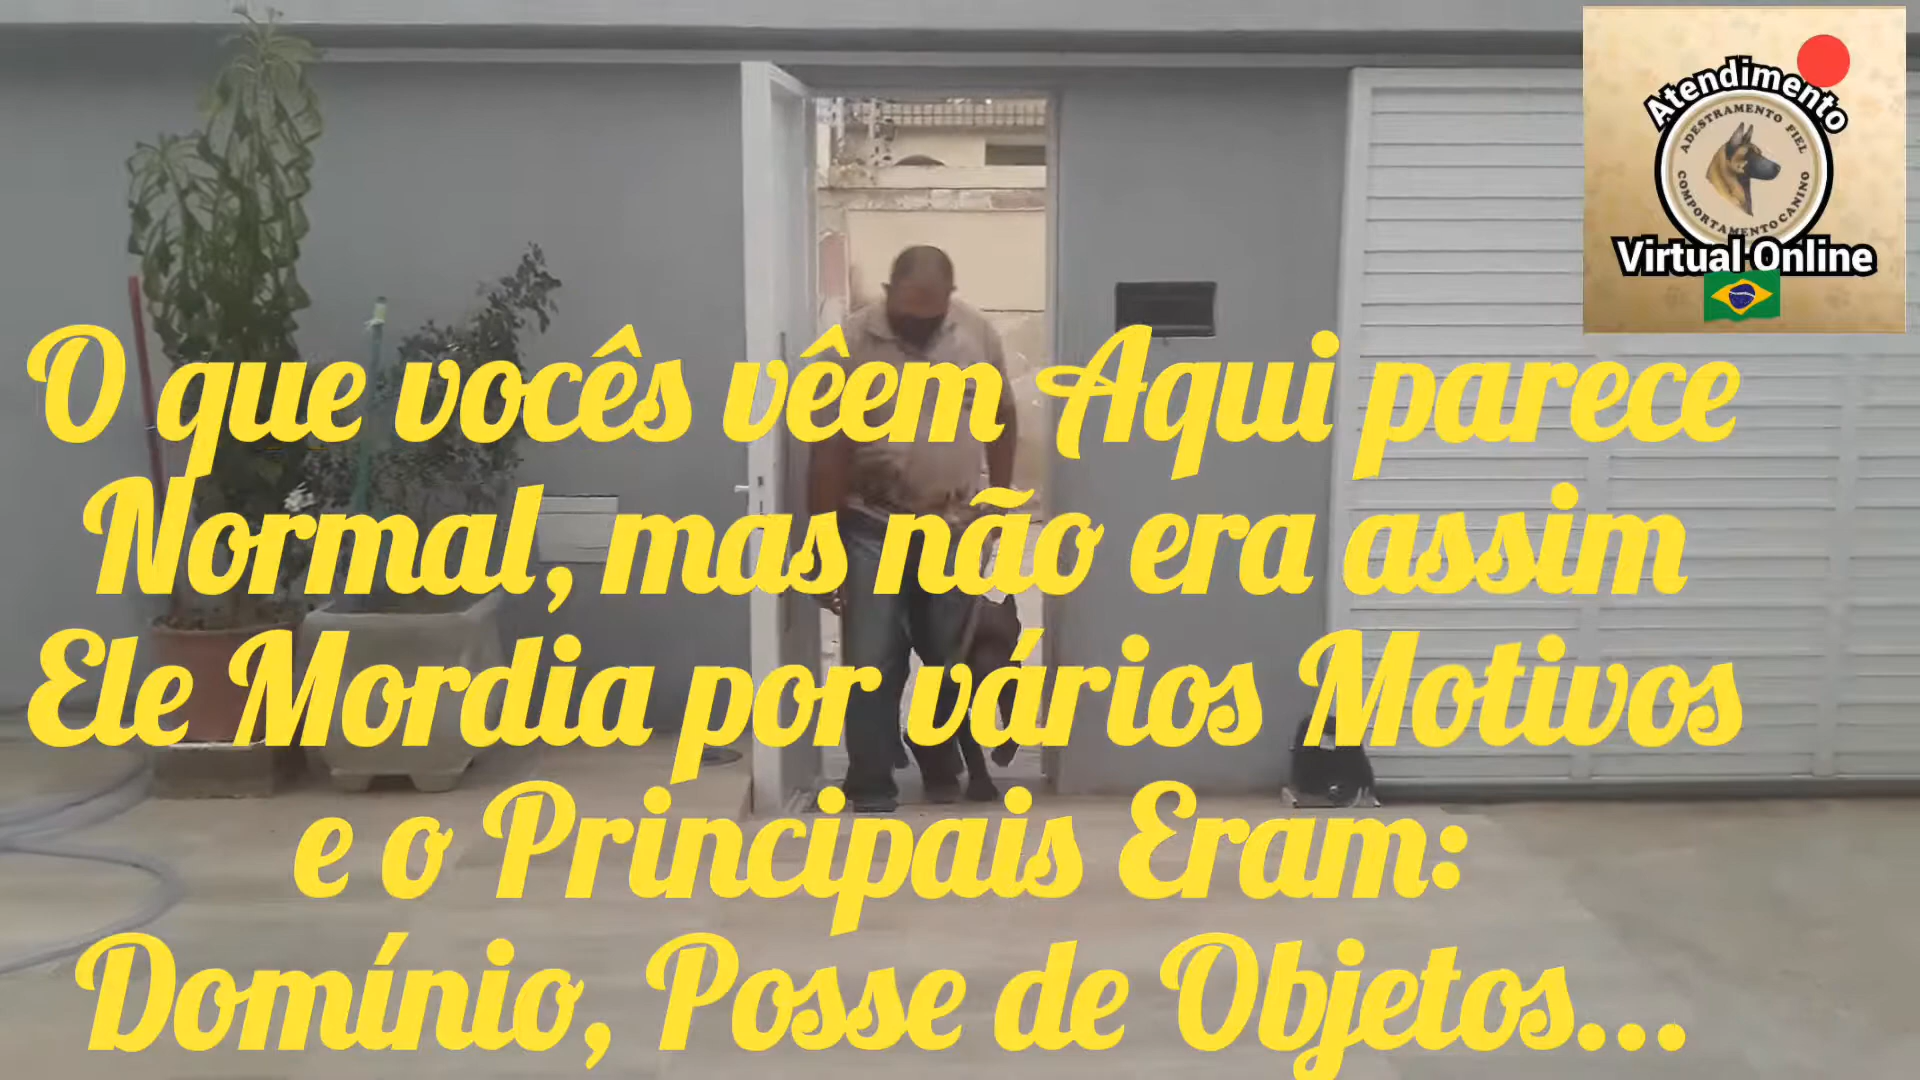 Atendimento
ADESTRAMENTO FIEL
COMPORTAMENTO CANINO
Virtual Online
O que vocês vêem Aqui parece
Normal, mas não era assim
Ele Mordia por vários Motivos
e o Principais Eram:
Domínio, Posse de Objetos...